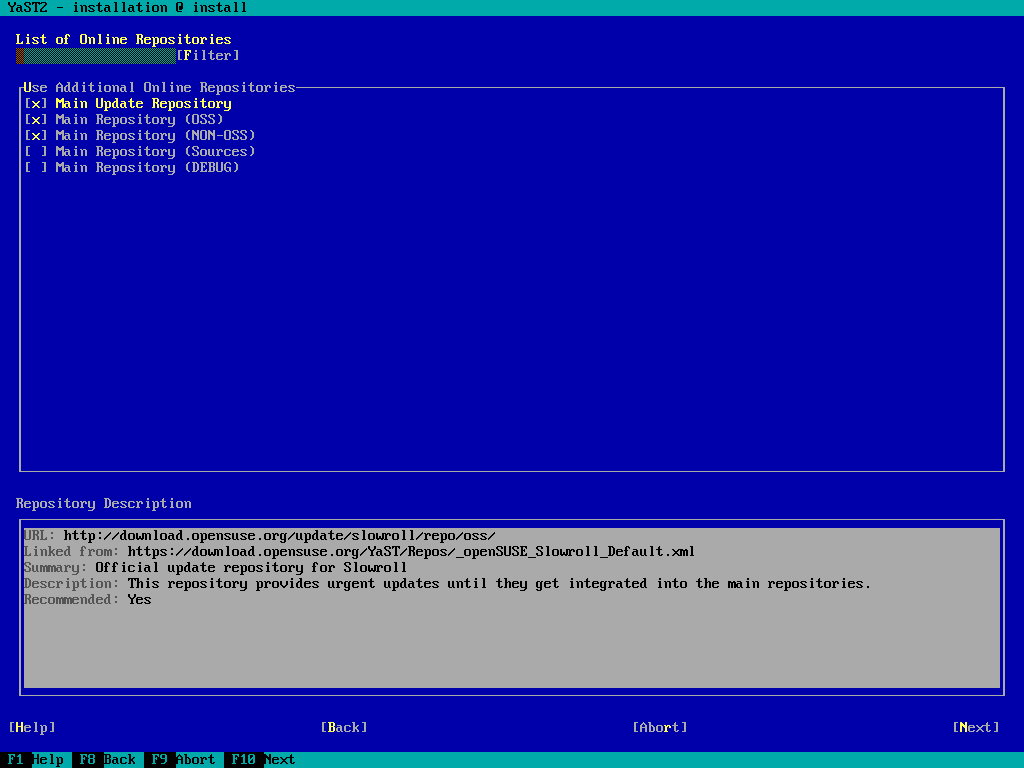 YaST2 - installation @ install
List of Online Repositories
[Filter]
Use Additional Online Repositories
[x] Main Update Repository
[x] Main Repository (OSS)
[x] Main Repository (NON-OSS)
[ ] Main Repository (Sources)
[ ] Main Repository (DEBUG)
Repository Description
URL: http://download.opensuse.org/update/slowroll/repo/oss/
Linked from: https://download.opensuse.org/YaST/Repos/_openSUSE_Slowroll_Default.xml
Summary: Official update repository for Slowroll
Description: This repository provides urgent updates until they get integrated into the main repositories.
Recommended: Yes
[Help] [Back] [Abort] [Next]
F1 Help F8 Back F9 Abort F10 Next